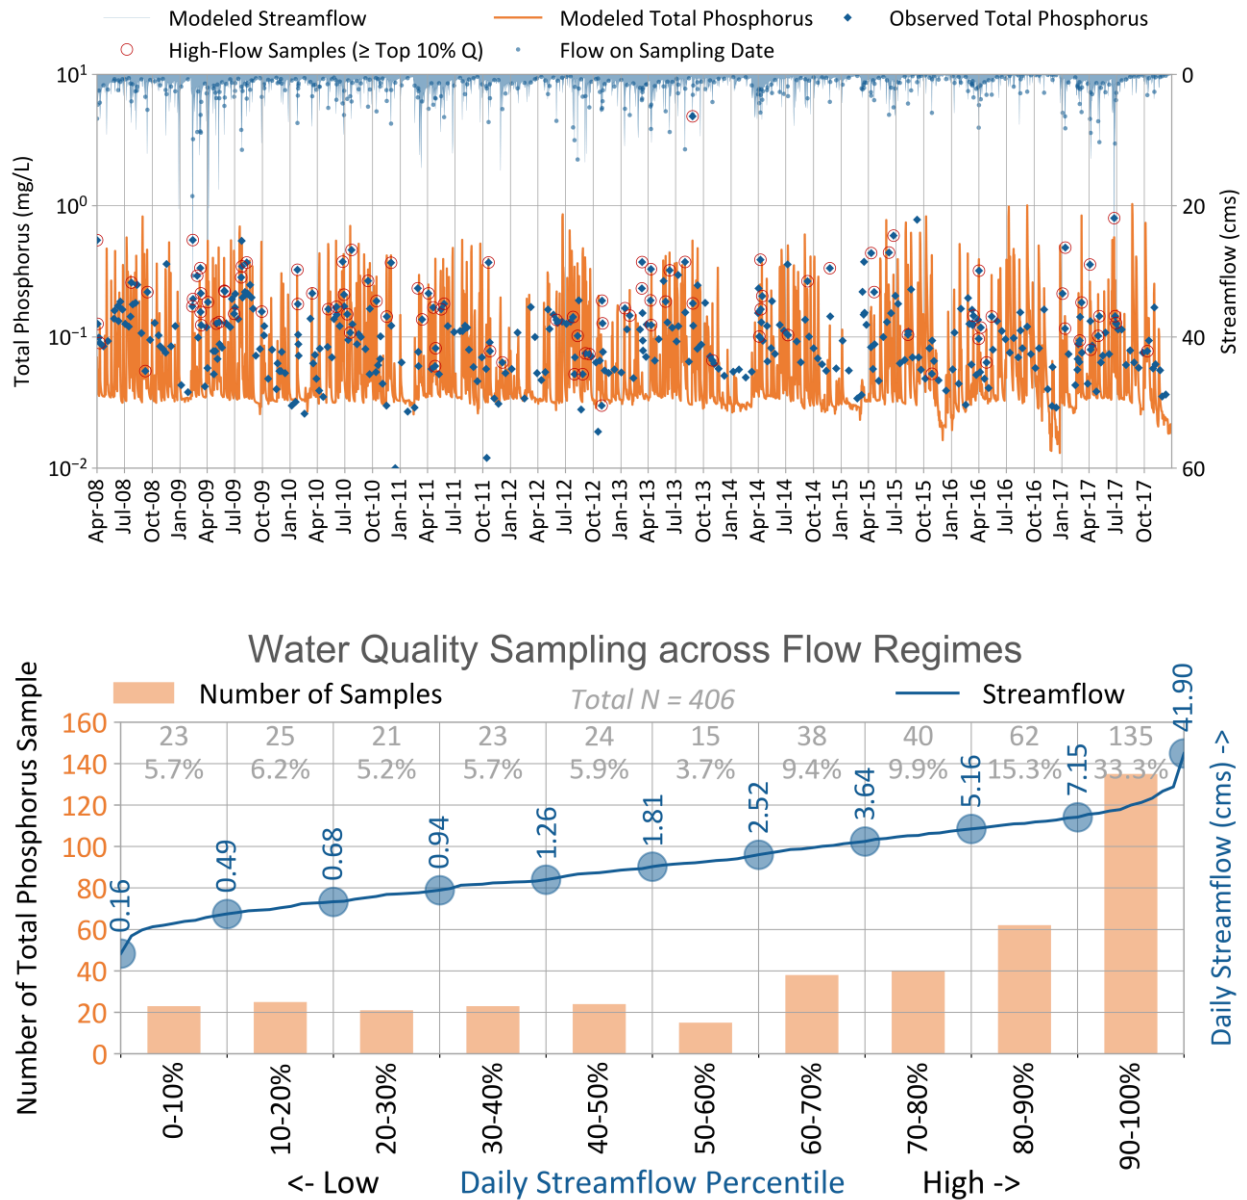 Modeled Streamflow
Modeled Total Phosphorus
Observed Total Phosphorus
High-Flow Samples (≥ Top 10% Q)
Flow on Sampling Date
Total Phosphorus (mg/L)
10¹
10⁰
10⁻¹
10⁻²
0
20
40
60
Streamflow (cms)
Apr-08
Jul-08
Oct-08
Jan-09
Apr-09
Jul-09
Oct-09
Jan-10
Apr-10
Jul-10
Oct-10
Jan-11
Apr-11
Jul-11
Oct-11
Jan-12
Apr-12
Jul-12
Oct-12
Jan-13
Apr-13
Jul-13
Oct-13
Jan-14
Apr-14
Jul-14
Oct-14
Jan-15
Apr-15
Jul-15
Oct-15
Jan-16
Apr-16
Jul-16
Oct-16
Jan-17
Apr-17
Jul-17
Oct-17
Water Quality Sampling across Flow Regimes
Number of Samples
Total N = 406
Streamflow
Number of Total Phosphorus Sample
160
140
120
100
80
60
40
20
0
23 25 21 23 24 15 38 40 62 135
5.7% 6.2% 5.2% 5.7% 5.9% 3.7% 9.4% 9.9% 15.3% 33.3%
0.16
0.49
0.68
0.94
1.26
1.81
2.52
3.64
5.16
7.15
41.90
Daily Streamflow (cms) ->
0-10%
10-20%
20-30%
30-40%
40-50%
50-60%
60-70%
70-80%
80-90%
90-100%
<- Low
Daily Streamflow Percentile
High ->